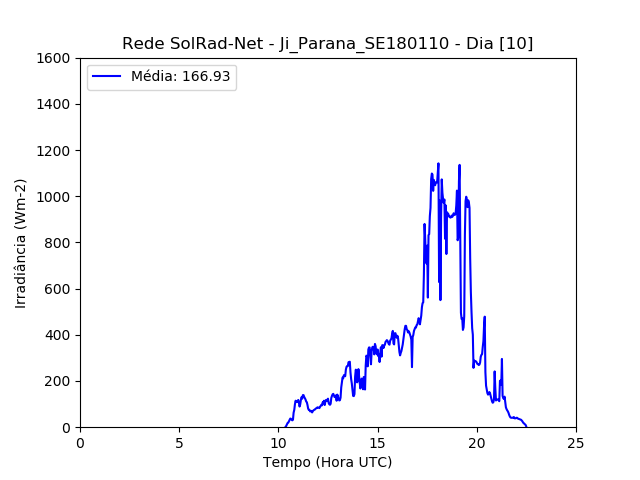 Rede SolRad-Net - Ji_Parana_SE180110 - Dia [10]
Média: 166.93
Irradiância (Wm-2)
1600
1400
1200
1000
800
600
400
200
0
0 5 10 15 20 25
Tempo (Hora UTC)